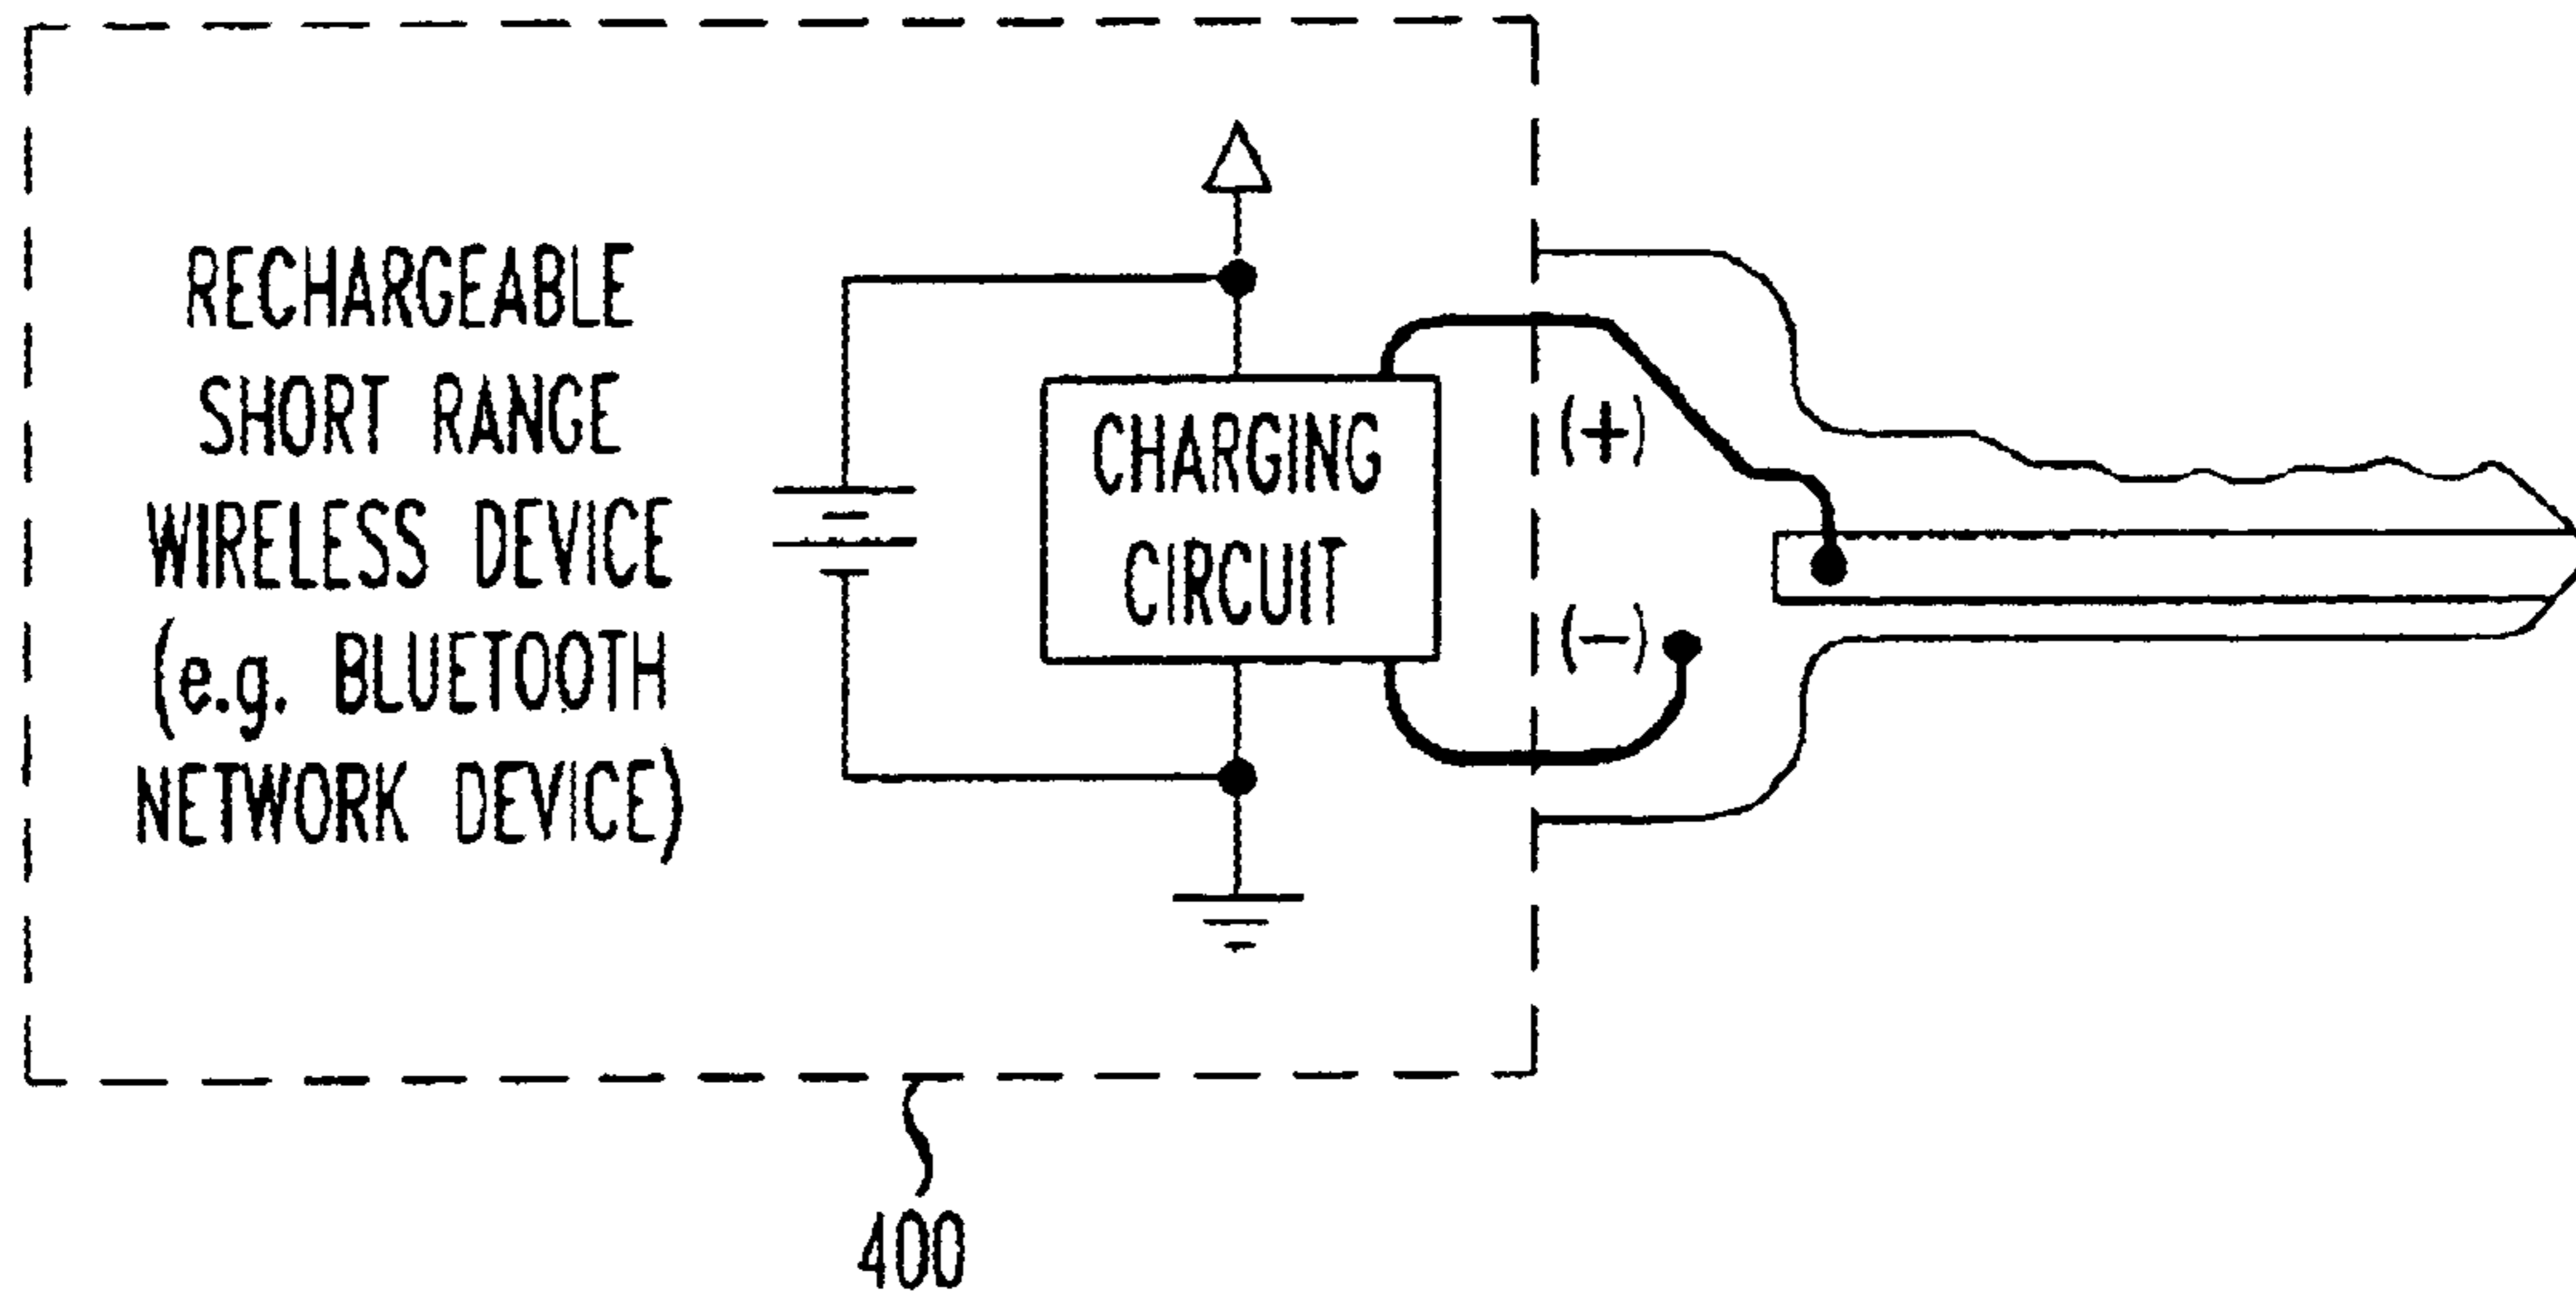 RECHARGEABLE
SHORT RANGE
WIRELESS DEVICE
(e.g. BLUETOOTH
NETWORK DEVICE)
CHARGING
CIRCUIT
(+)
(−)
400